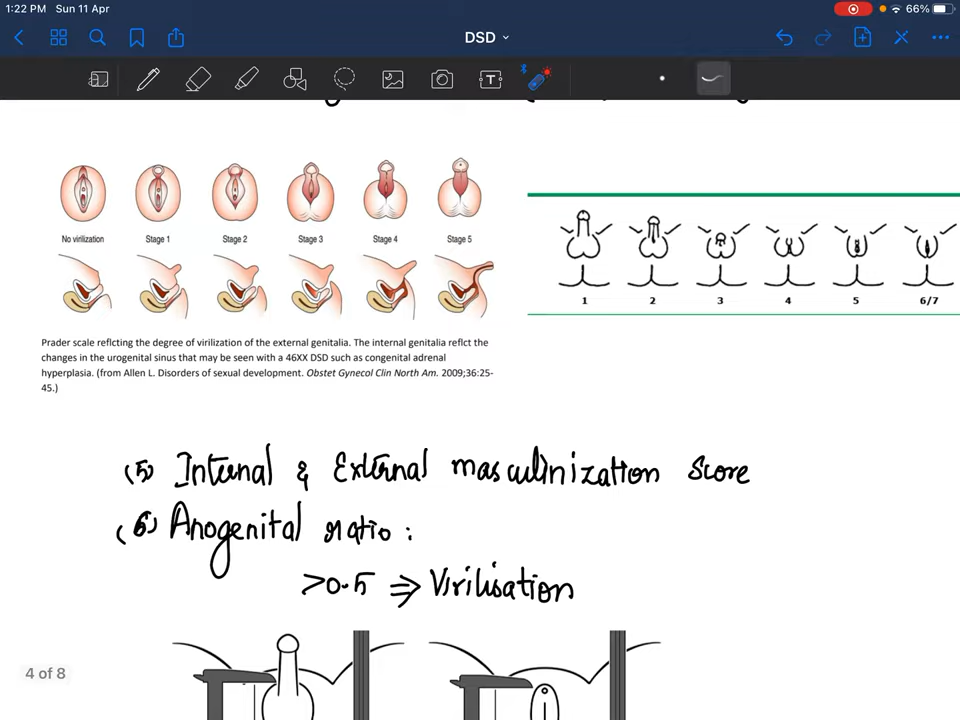 1:22 PM Sun 11 Apr
66%
DSD
T
No virilization Stage 1 Stage 2 Stage 3 Stage 4 Stage 5
1 2 3 4 5 6/7
Prader scale reflcting the degree of virilization of the external genitalia. The internal genitalia reflct the
changes in the urogenital sinus that may be seen with a 46XX DSD such as congenital adrenal
hyperplasia. (from Allen L. Disorders of sexual development. Obstet Gynecol Clin North Am. 2009;36:25-
45.)
(5) Internal & External masculinization score
(6) Anogenital ratio:
>0.5 ⇒ Virilisation
4 of 8